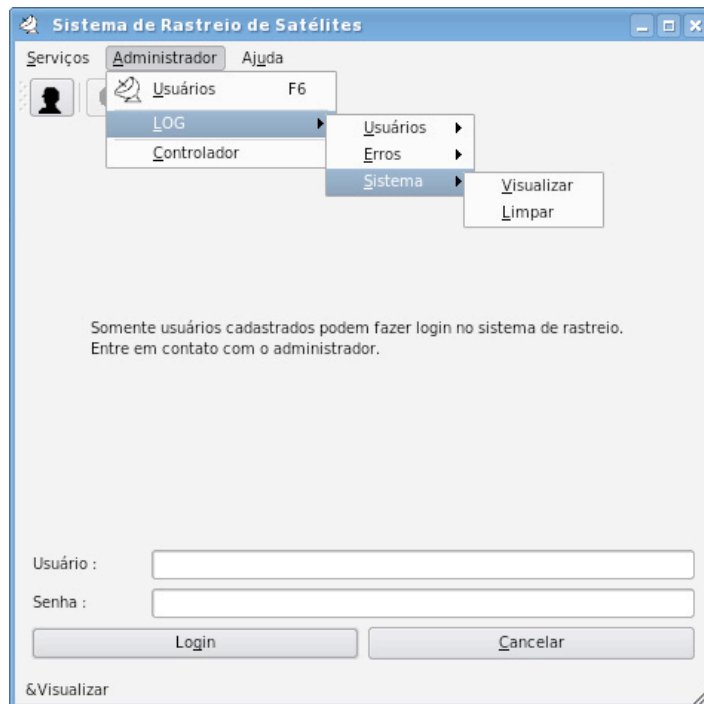 Sistema de Rastreio de Satélites
Serviços Administrador Ajuda
Usuários F6
LOG
Controlador
Usuários
Erros
Sistema
Visualizar
Limpar
Somente usuários cadastrados podem fazer login no sistema de rastreio.
Entre em contato com o administrador.
Usuário :
Senha :
Login Cancelar
&Visualizar